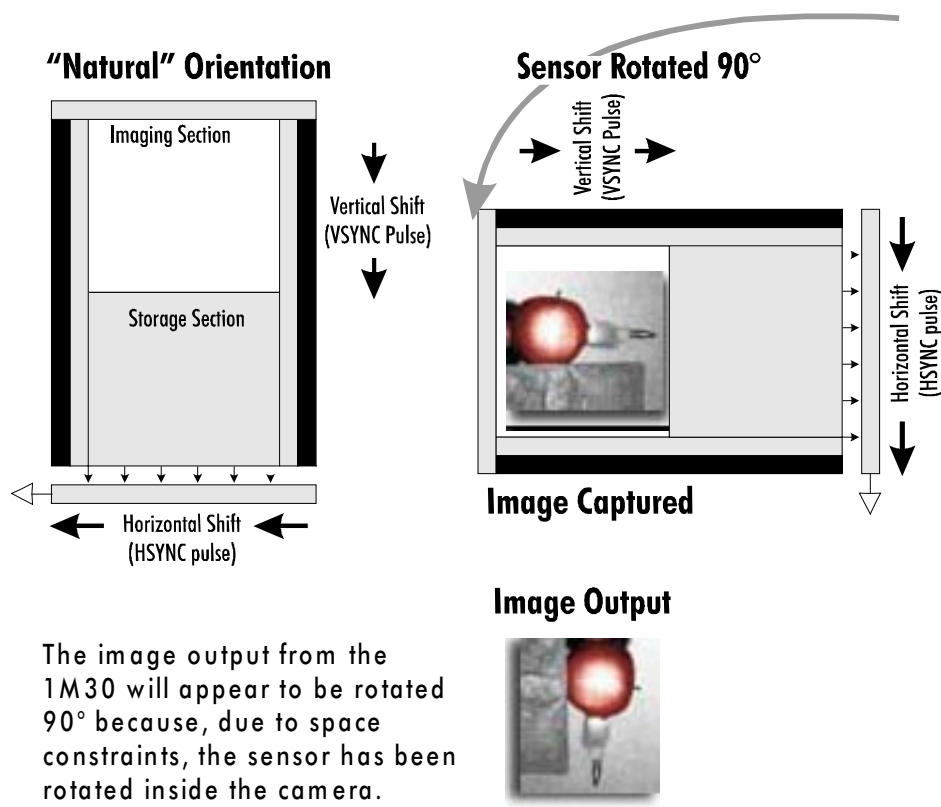 “Natural” Orientation
Imaging Section
Vertical Shift
(VSYNC Pulse)
Storage Section
Horizontal Shift
(HSYNC pulse)
Sensor Rotated 90°
Vertical Shift
(VSYNC Pulse)
Horizontal Shift
(HSYNC pulse)
Image Captured
Image Output
The image output from the
1M30 will appear to be rotated
90° because, due to space
constraints, the sensor has been
rotated inside the camera.